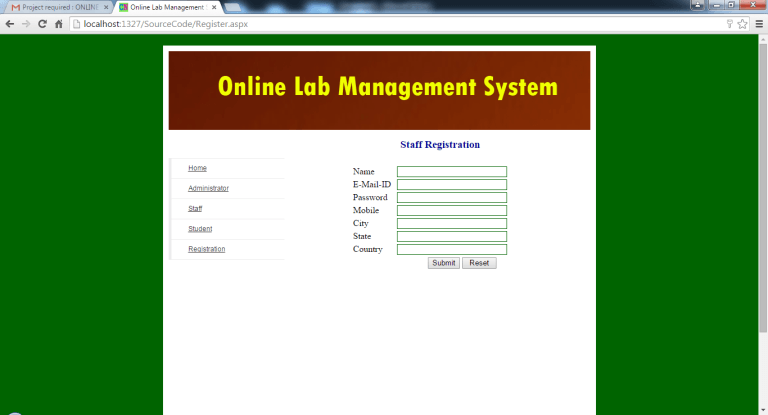 Project required : ONLINE
Online Lab Management
localhost:1327/SourceCode/Register.aspx
Online Lab Management System
Staff Registration
Home
Administrator
Staff
Student
Registration
Name
E-Mail-ID
Password
Mobile
City
State
Country
Submit Reset